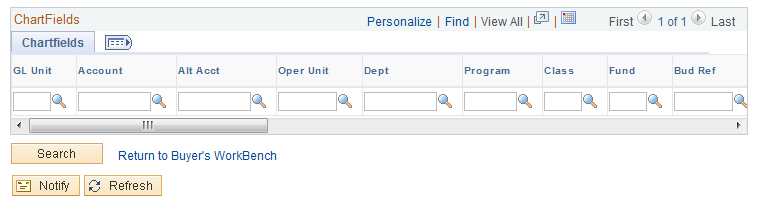 ChartFields Personalize | Find | View All | | First 1 of 1 Last
Chartfields
GL Unit Account Alt Acct Oper Unit Dept Program Class Fund Bud Ref
Search Return to Buyer's WorkBench
Notify Refresh